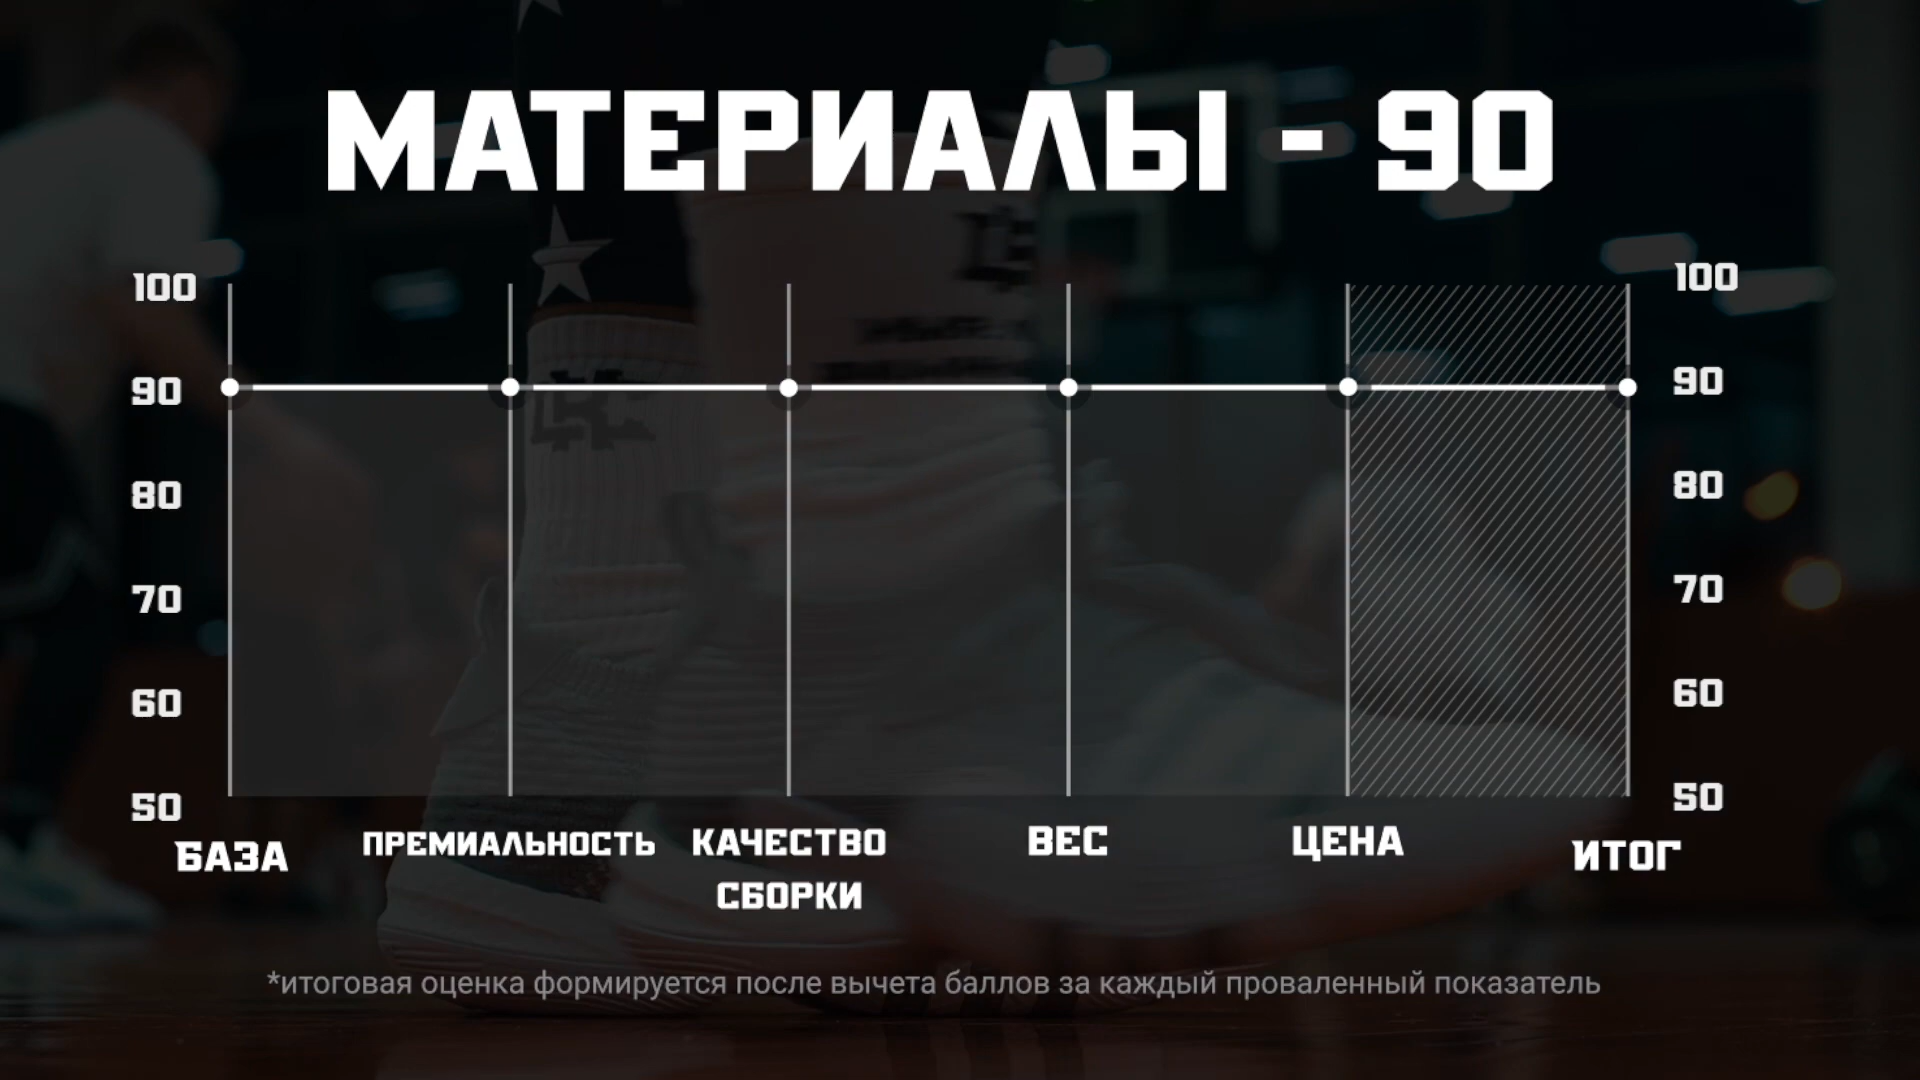 МАТЕРИАЛЫ - 90
100
90
80
70
60
50
100
90
80
70
60
50
БАЗА
ПРЕМИАЛЬНОСТЬ
КАЧЕСТВО
СБОРКИ
ВЕС
ЦЕНА
ИТОГ
*итоговая оценка формируется после вычета баллов за каждый проваленный показатель